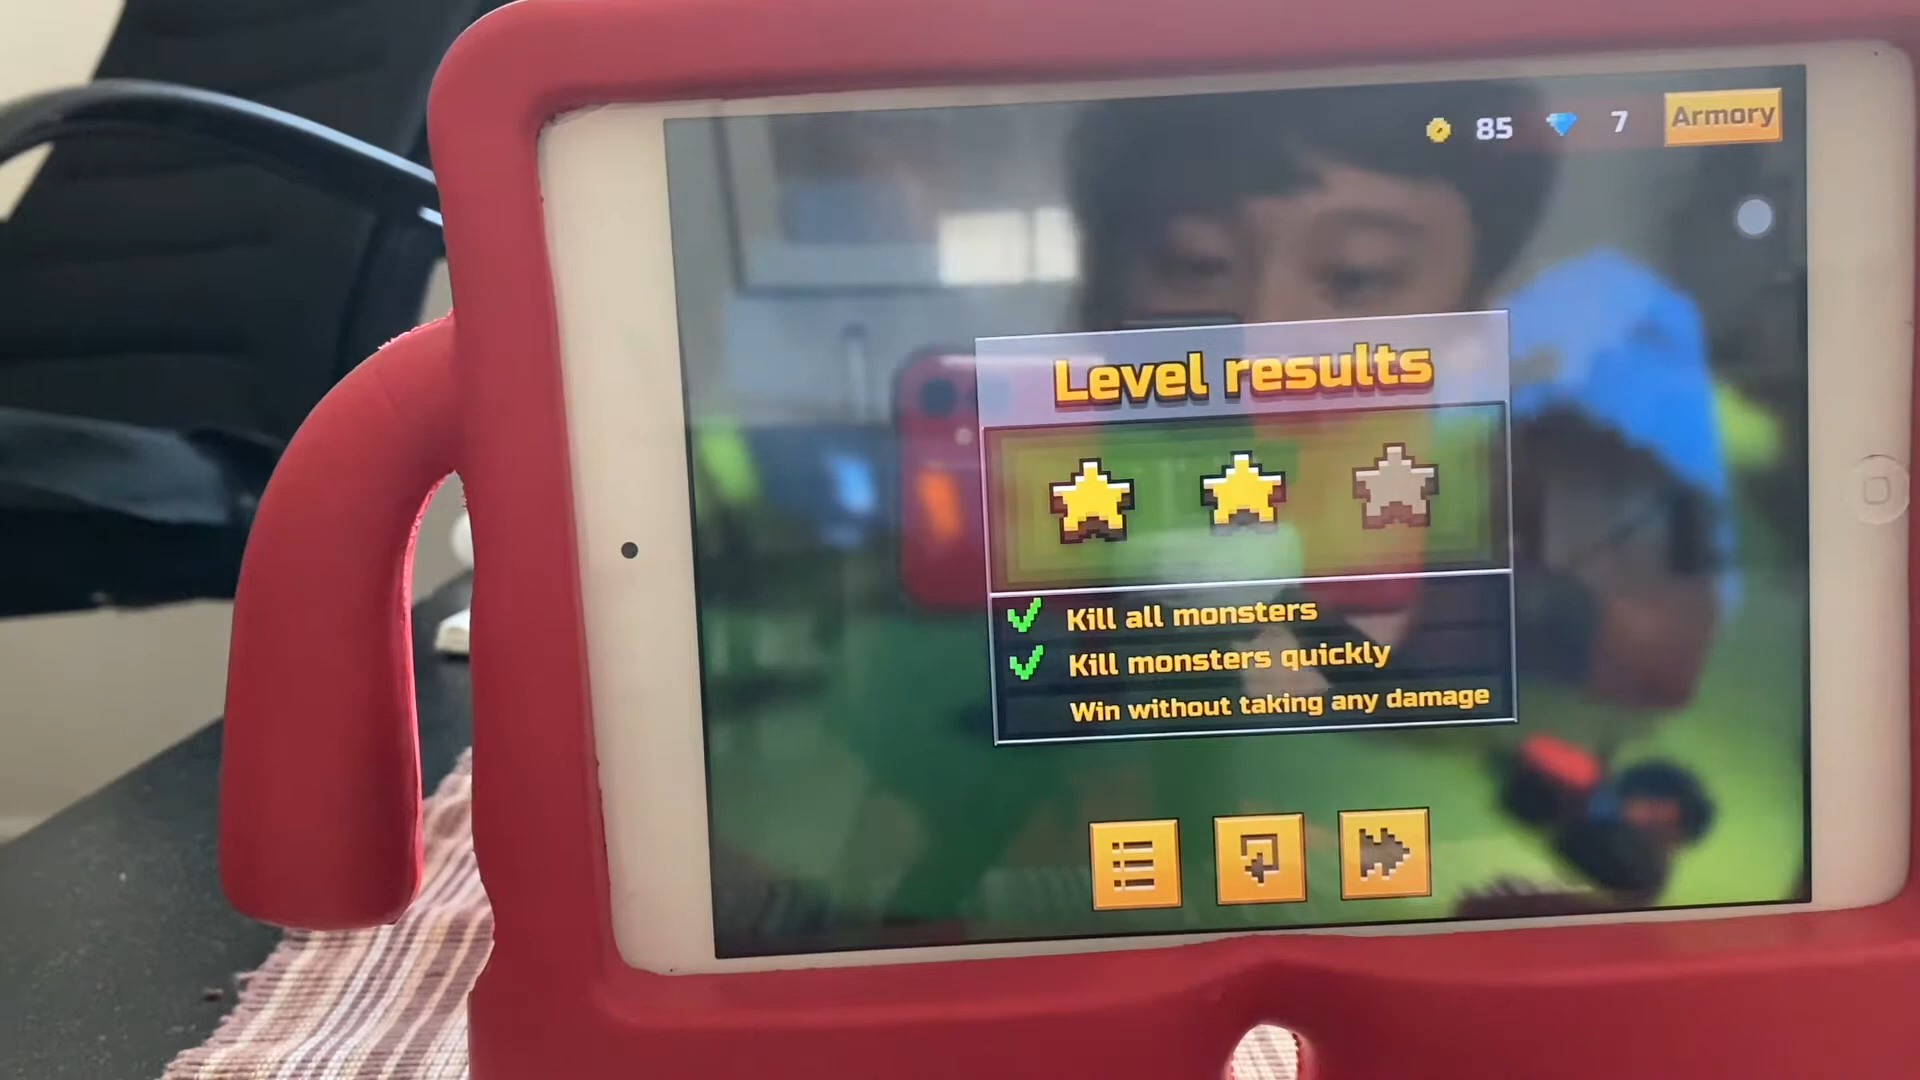 85 7 Armory
Level results
Kill all monsters
Kill monsters quickly
Win without taking any damage